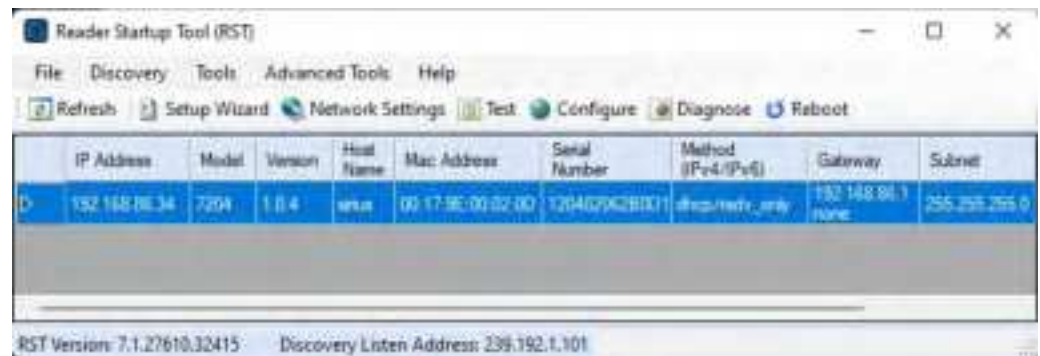 Reader Startup Tool (RST)
File Discovery Tools Advanced Tools Help
Refresh Setup Wizard Network Settings Test Configure Diagnose Reboot
IP Address Model Version Host Name Mac Address Serial Number Method (IPv4/IPv6) Gateway Subnet
192.168.86.34 7204 1.0.4 sirius 00:17:9E:00:02:0D 192.168.86.1 none 255.255.255.0
RST Version: 7.1.27610.32415 Discovery Listen Address: 239.192.1.101